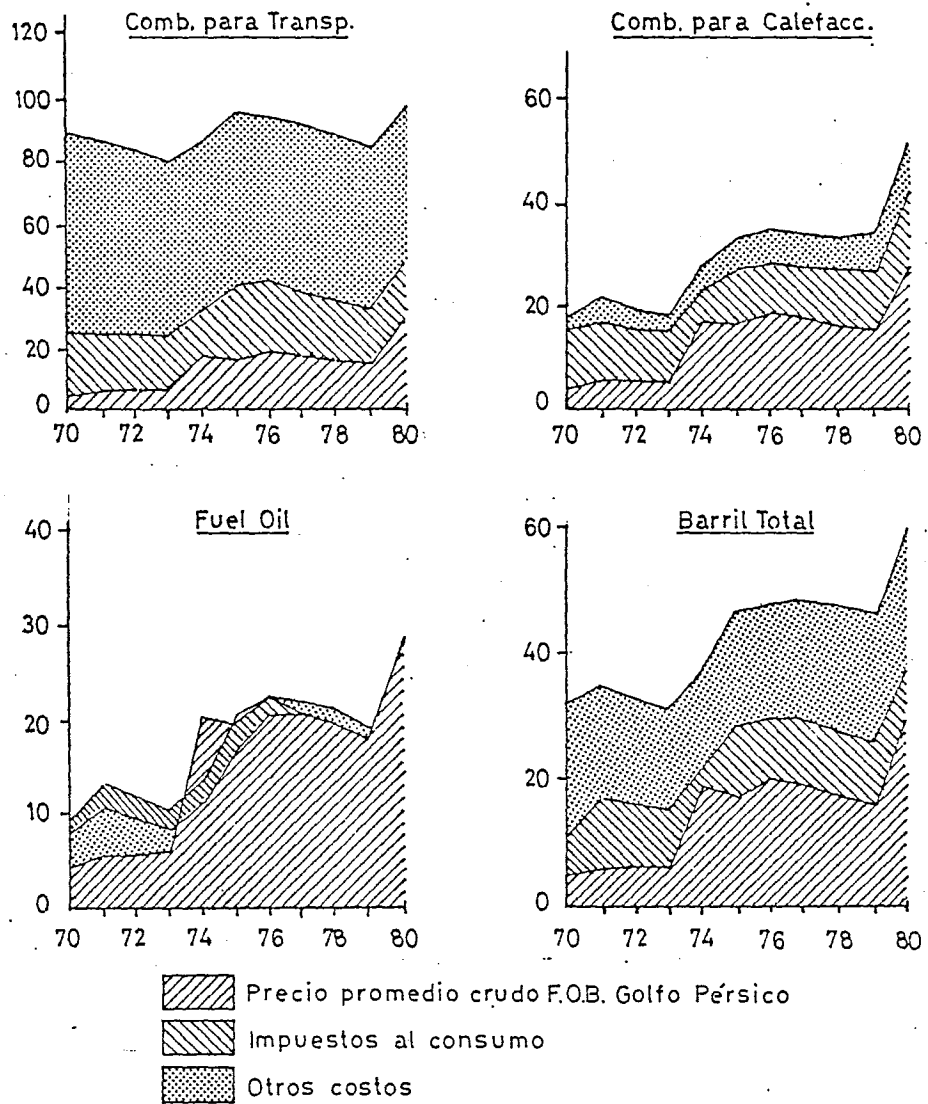 Comb. para Transp.
120
100
80
60
40
20
0
70 72 74 76 78 80
Comb. para Calefacc.
60
40
20
0
70 72 74 76 78 80
Fuel Oil
40
30
20
10
0
70 72 74 76 78 80
Barril Total
60
40
20
0
70 72 74 76 78 80
Precio promedio crudo F.O.B. Golfo Pérsico
Impuestos al consumo
Otros costos